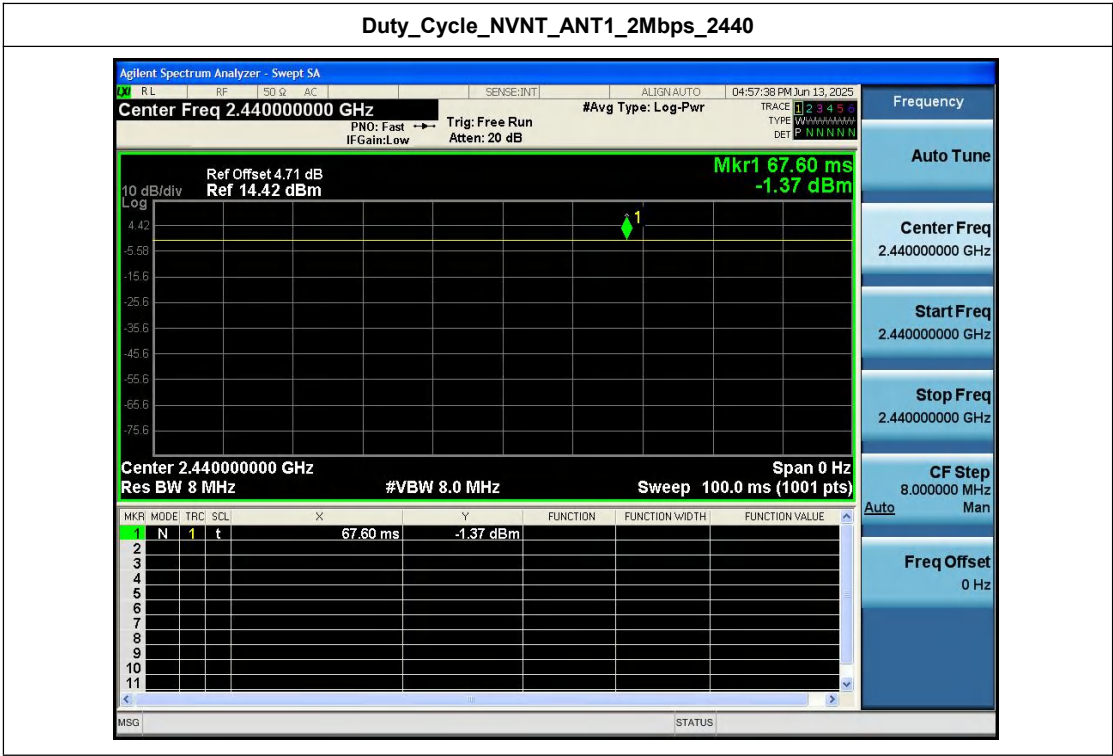 Duty_Cycle_NVNT_ANT1_2Mbps_2440
Agilent Spectrum Analyzer - Swept SA
LXI RL RF 50 Ω AC SENSE:INT ALIGNAUTO 04:57:38 PM Jun 13, 2025
Center Freq 2.440000000 GHz
PNO: Fast
IFGain:Low
Trig: Free Run
Atten: 20 dB
#Avg Type: Log-Pwr
TRACE 1 2 3 4 5 6
TYPE W
DET P N N N N N
Ref Offset 4.71 dB
10 dB/div Ref 14.42 dBm
Log
Mkr1 67.60 ms
-1.37 dBm
1
4.42
-5.58
-15.6
-25.6
-35.6
-45.6
-55.6
-65.6
-75.6
Center 2.440000000 GHz Span 0 Hz
Res BW 8 MHz #VBW 8.0 MHz Sweep 100.0 ms (1001 pts)
MKR MODE TRC SCL X Y FUNCTION FUNCTION WIDTH FUNCTION VALUE
1 N 1 t 67.60 ms -1.37 dBm
2
3
4
5
6
7
8
9
10
11
MSG STATUS
Frequency
Auto Tune
Center Freq
2.440000000 GHz
Start Freq
2.440000000 GHz
Stop Freq
2.440000000 GHz
CF Step
8.000000 MHz
Auto Man
Freq Offset
0 Hz